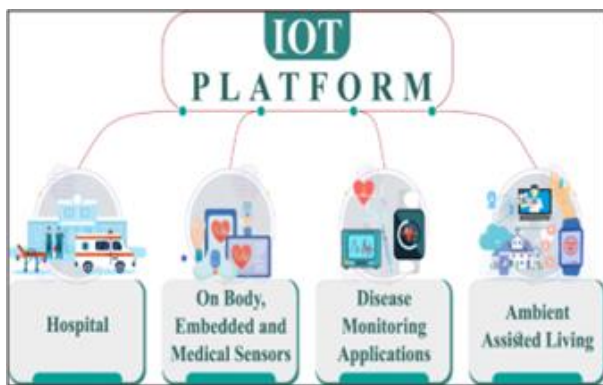 IOT
PLATFORM
Hospital
On Body,
Embedded and
Medical Sensors
Disease
Monitoring
Applications
Ambient
Assisted Living